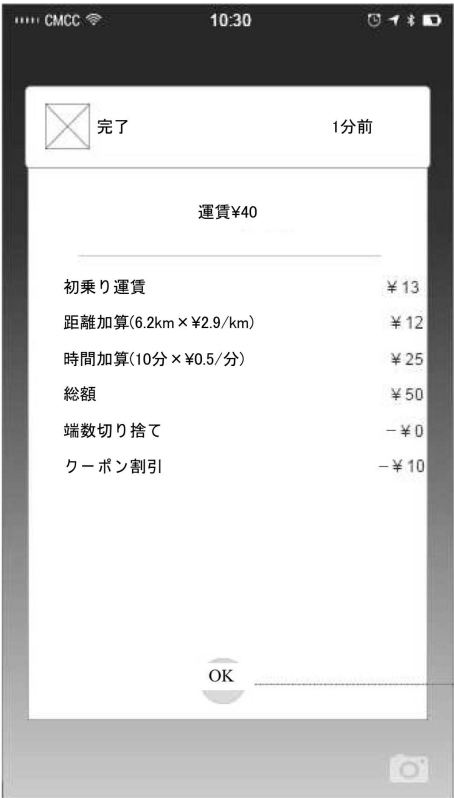 CMCC 10:30
完了 1分前
運賃¥40
初乗り運賃 ¥13
距離加算(6.2km×¥2.9/km) ¥12
時間加算(10分×¥0.5/分) ¥25
総額 ¥50
端数切り捨て -¥0
クーポン割引 -¥10
OK